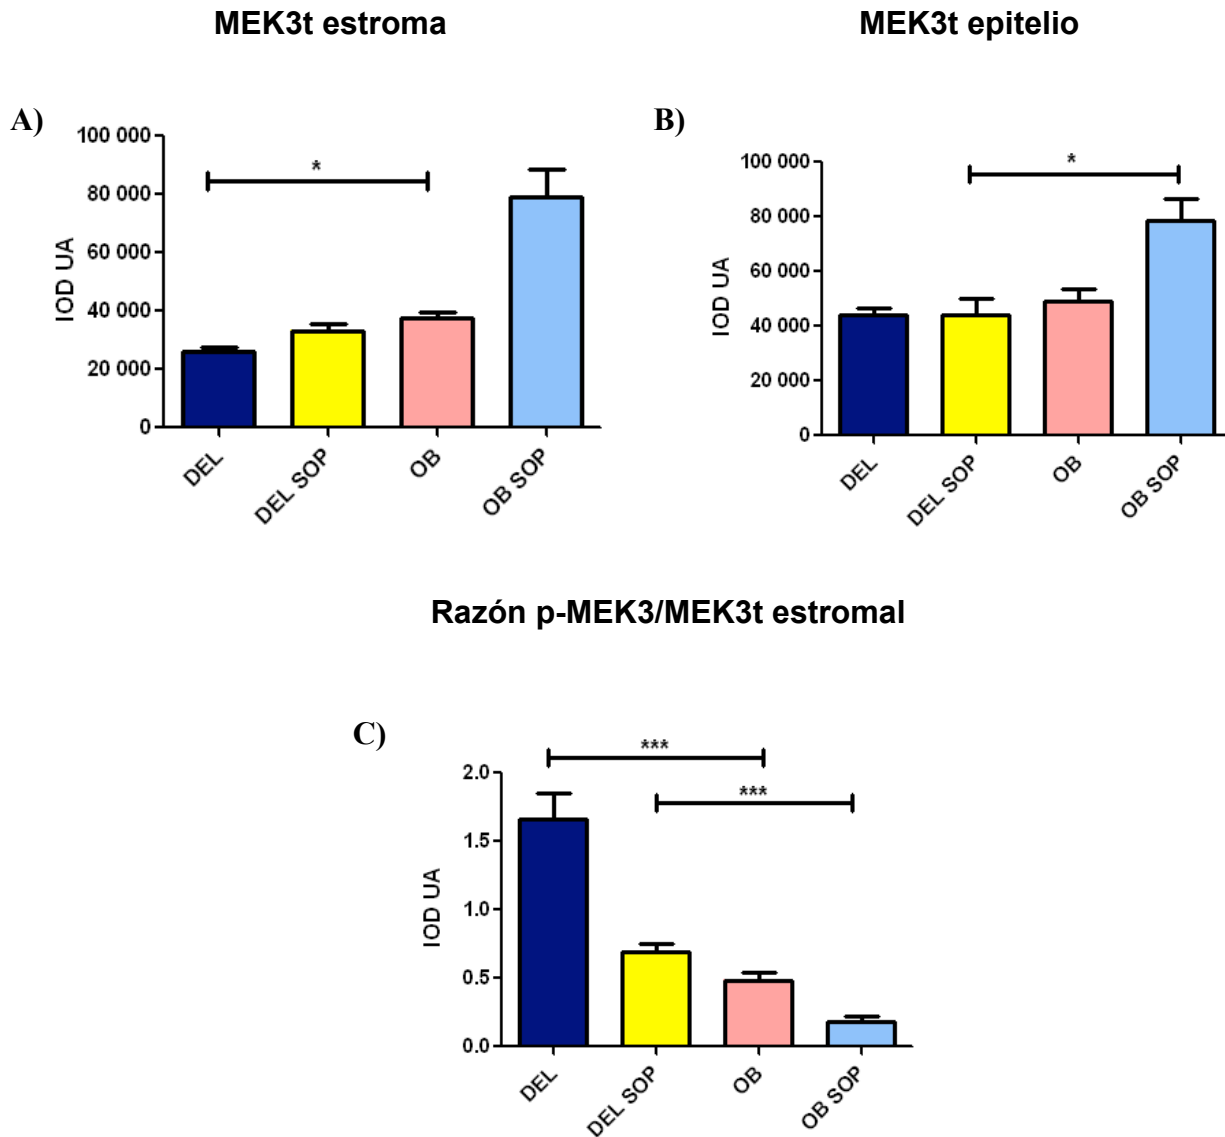 MEK3t estroma
MEK3t epitelio
A)
100 000
80 000
60 000
40 000
20 000
0
IOD UA
*
DEL
DEL SOP
OB
OB SOP
B)
100 000
80 000
60 000
40 000
20 000
0
IOD UA
*
DEL
DEL SOP
OB
OB SOP
Razón p-MEK3/MEK3t estromal
C)
2.0
1.5
1.0
0.5
0.0
IOD UA
***
***
DEL
DEL SOP
OB
OB SOP